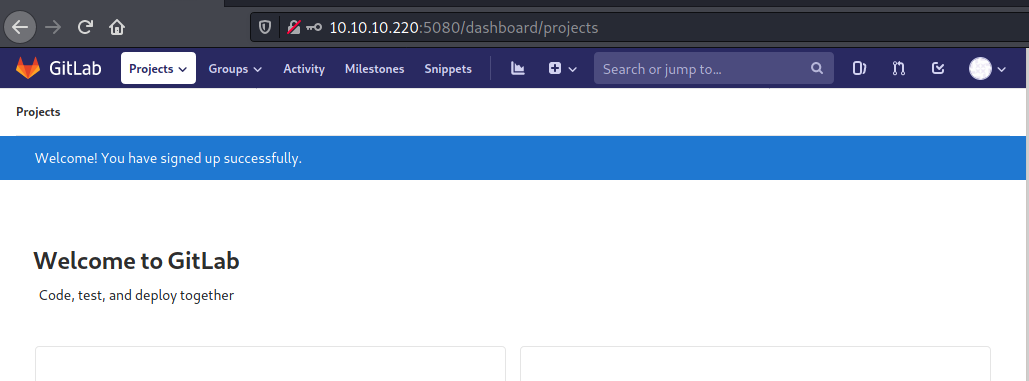 10.10.10.220:5080/dashboard/projects
GitLab Projects Groups Activity Milestones Snippets Search or jump to...
Projects
Welcome! You have signed up successfully.
Welcome to GitLab
Code, test, and deploy together